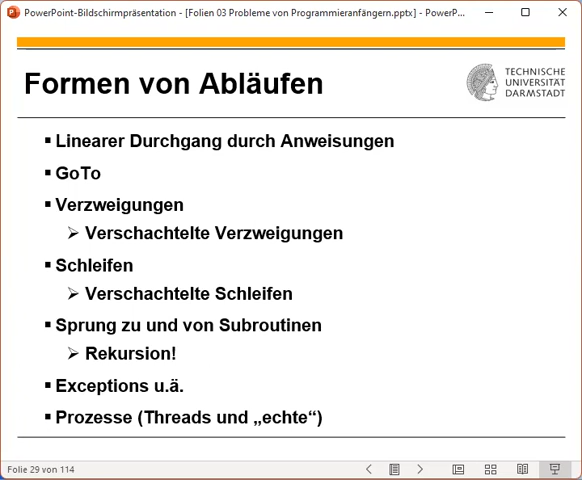 PowerPoint-Bildschirmpräsentation - [Folien 03 Probleme von Programmieranfängern.pptx] - PowerP...
Formen von Abläufen
TECHNISCHE
UNIVERSITÄT
DARMSTADT
▪ Linearer Durchgang durch Anweisungen
▪ GoTo
▪ Verzweigungen
➢ Verschachtelte Verzweigungen
▪ Schleifen
➢ Verschachtelte Schleifen
▪ Sprung zu und von Subroutinen
➢ Rekursion!
▪ Exceptions u.ä.
▪ Prozesse (Threads und „echte“)
Folie 29 von 114